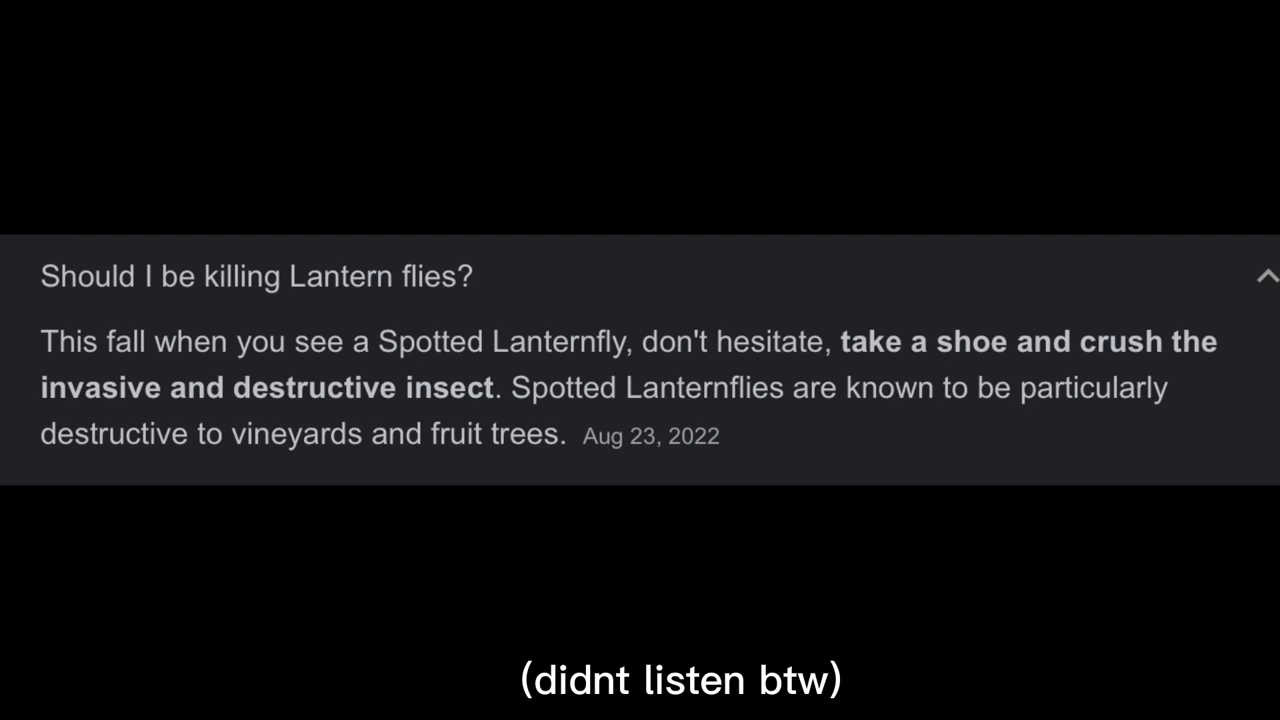 Should I be killing Lantern flies?
This fall when you see a Spotted Lanternfly, don't hesitate, take a shoe and crush the
invasive and destructive insect. Spotted Lanternflies are known to be particularly
destructive to vineyards and fruit trees. Aug 23, 2022
(didnt listen btw)